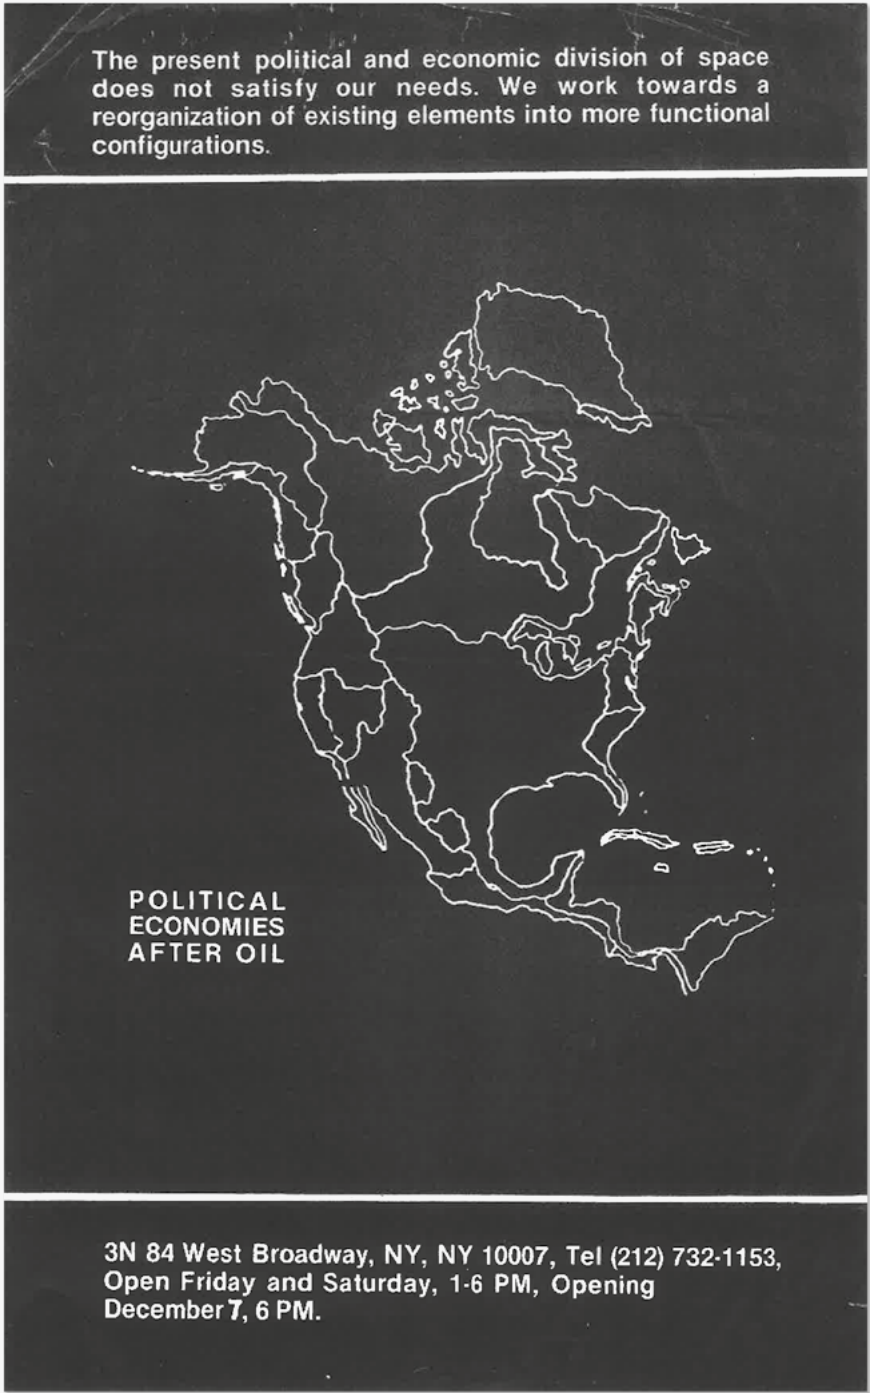 The present political and economic division of space
does not satisfy our needs. We work towards a
reorganization of existing elements into more functional
configurations.
POLITICAL
ECONOMIES
AFTER OIL
3N 84 West Broadway, NY, NY 10007, Tel (212) 732-1153,
Open Friday and Saturday, 1-6 PM, Opening
December 7, 6 PM.